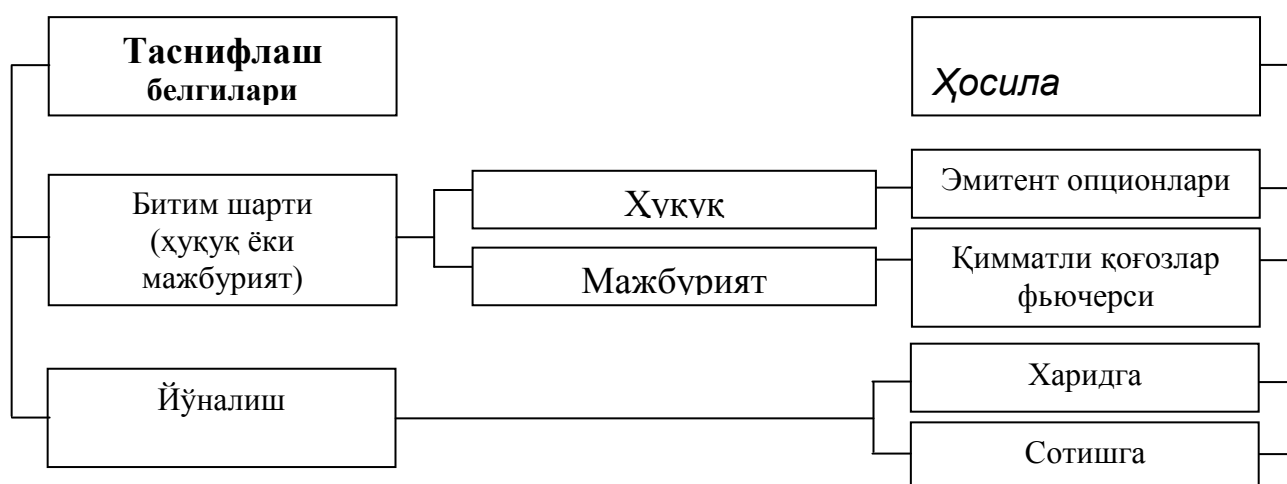 Таснифлаш
белгилари
Ҳосила
Битим шарти
(ҳуқуқ ёки
мажбурият)
Ҳуқуқ
Мажбурият
Эмитент опционлари
Қимматли қоғозлар
фьючерси
Йўналиш
Харидга
Сотишга